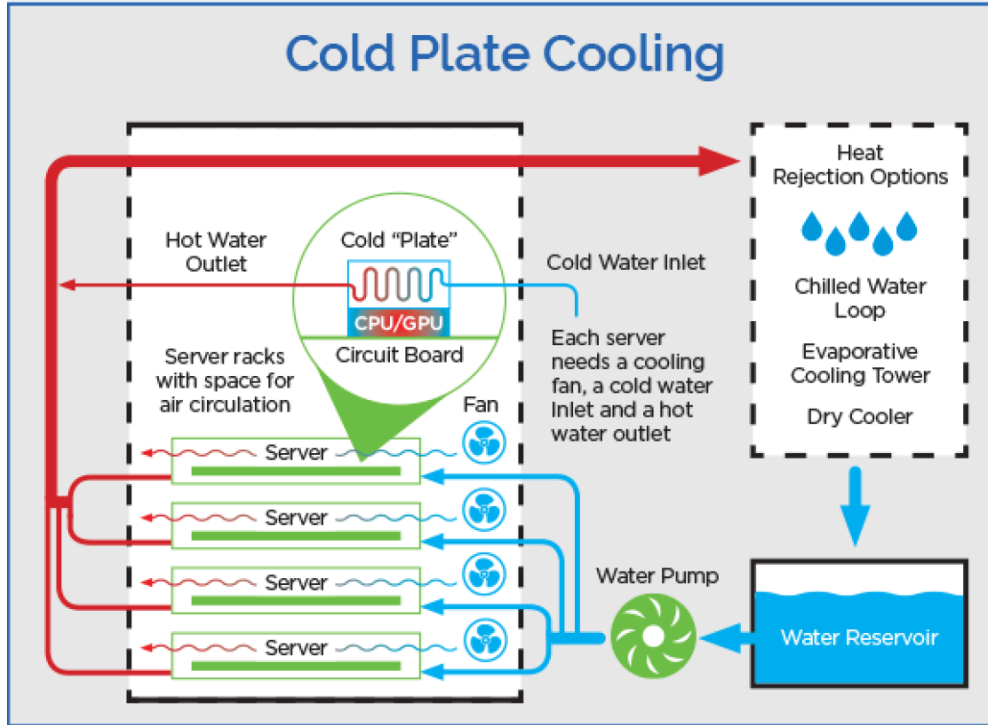 Cold Plate Cooling
Heat
Rejection Options
Chilled Water
Loop
Evaporative
Cooling Tower
Dry Cooler
Hot Water
Outlet
Cold “Plate”
CPU/GPU
Circuit Board
Cold Water Inlet
Each server
needs a cooling
fan, a cold water
Inlet and a hot
water outlet
Server racks
with space for
air circulation
Fan
Server
Server
Server
Server
Water Pump
Water Reservoir